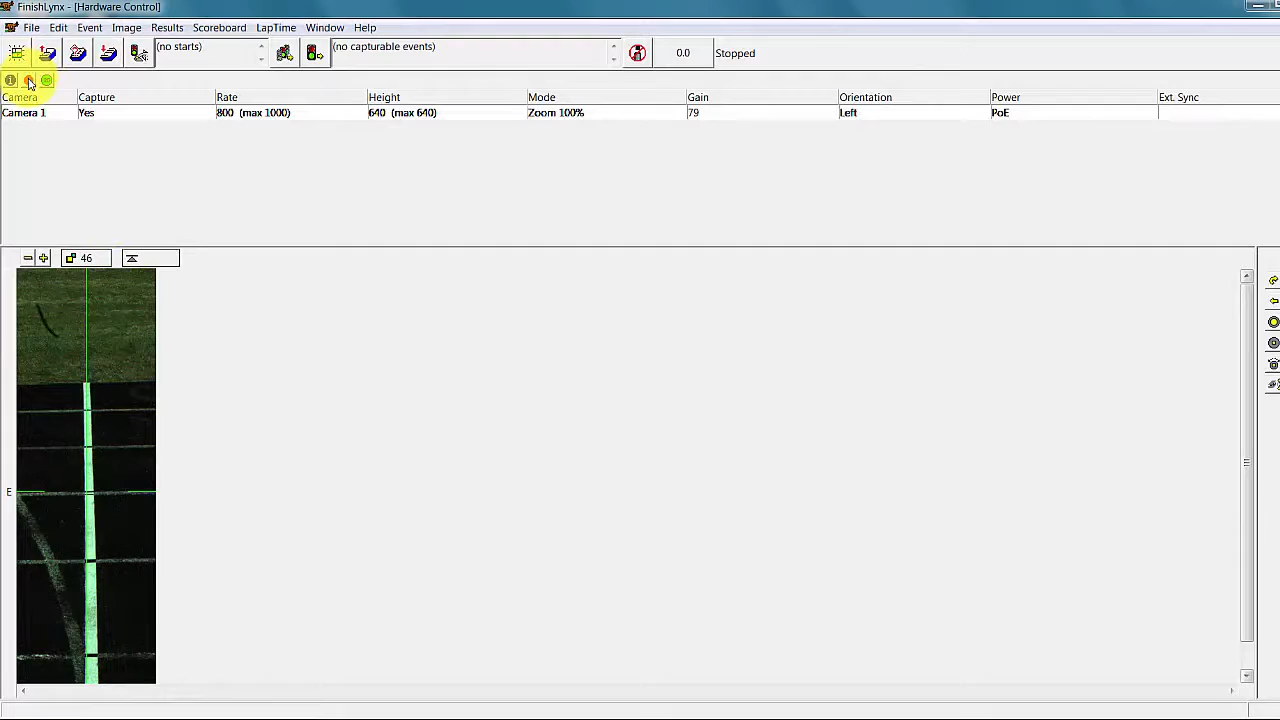 FinishLynx - [Hardware Control]
File Edit Event Image Results Scoreboard LapTime Window Help
(no starts) (no capturable events) 0.0 Stopped
Camera Capture Rate Height Mode Gain Orientation Power Ext. Sync
Camera 1 Yes 800 (max 1000) 640 (max 640) Zoom 100% 79 Left PoE
46
E